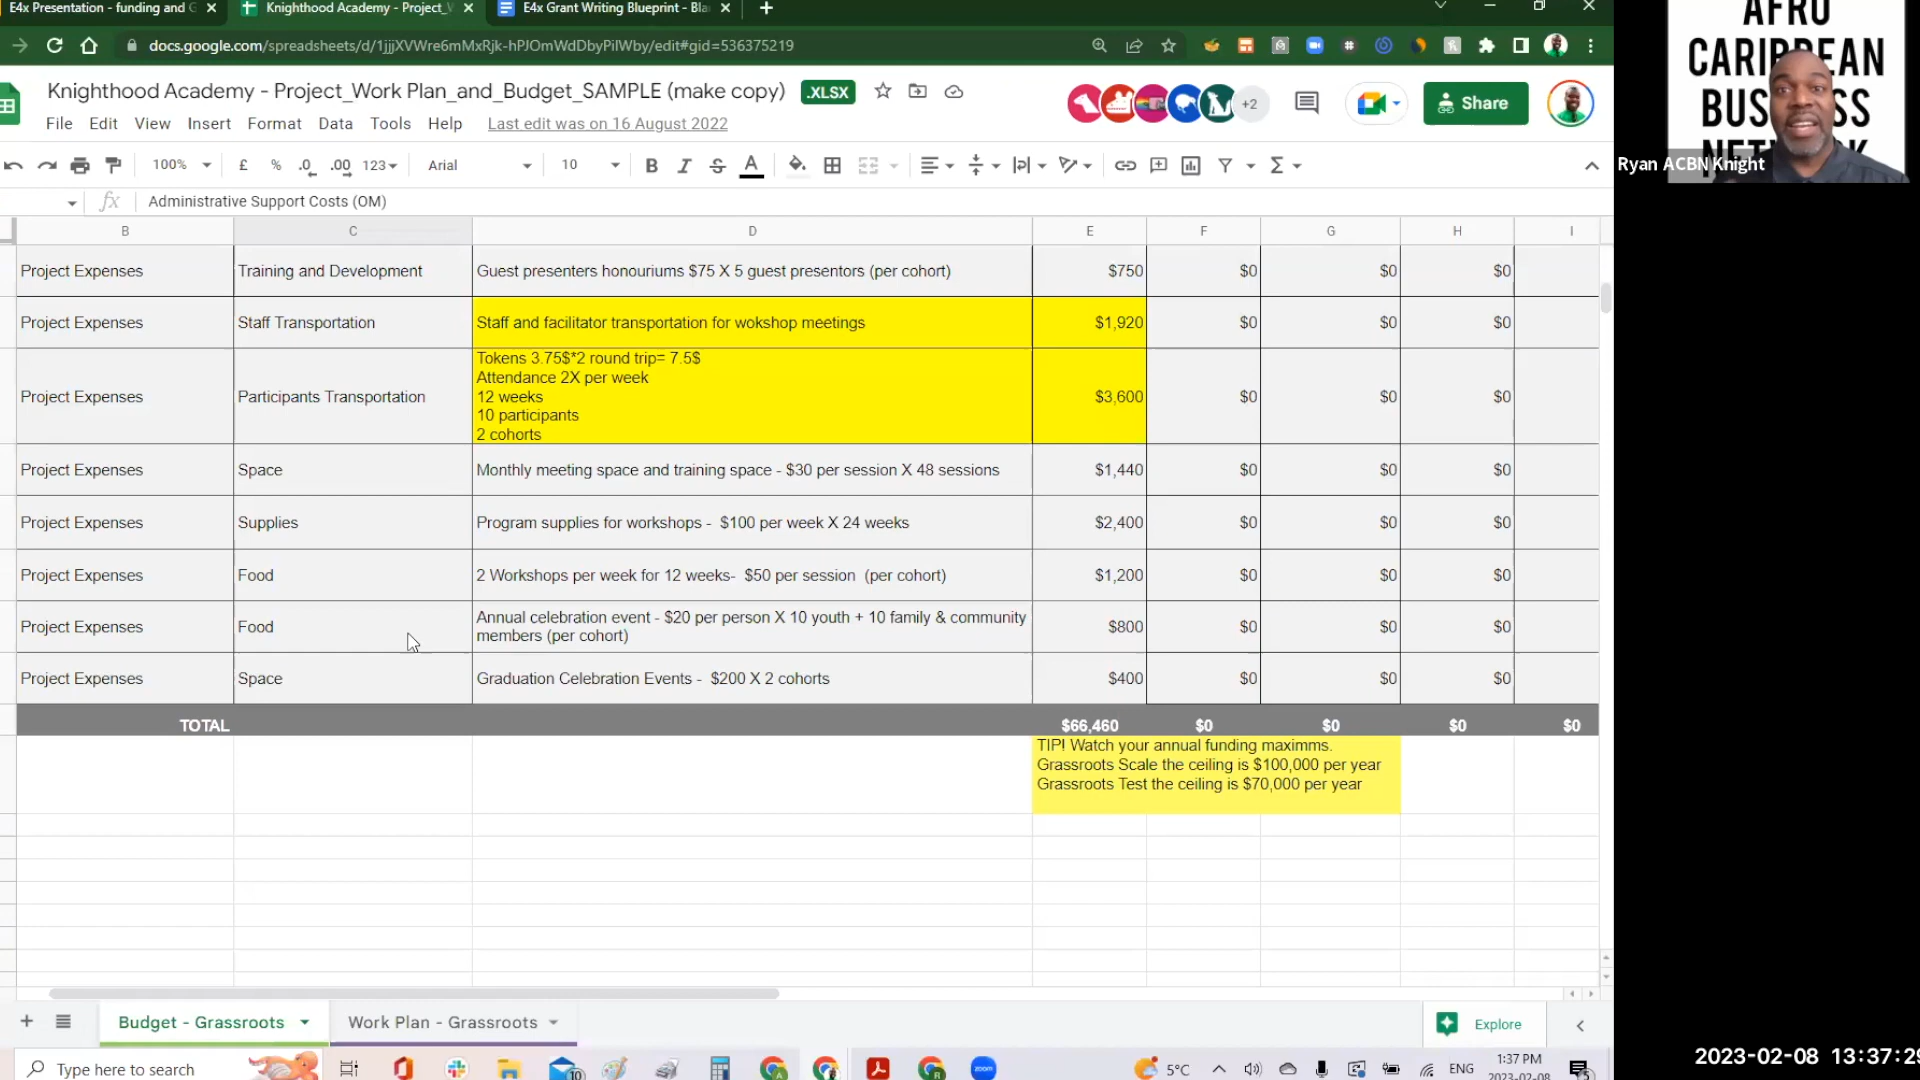 E4x Presentation - funding and G
Knighthood Academy - Project_W
E4x Grant Writing Blueprint - Bla
docs.google.com/spreadsheets/d/1jjjXVWre6mMxRjk-hPJOmWdDbyPilWby/edit#gid=536375219
Knighthood Academy - Project_Work Plan_and_Budget_SAMPLE (make copy)
.XLSX
+2
Share
File Edit View Insert Format Data Tools Help Last edit was on 16 August 2022
100% £ % .0 .00 123 Arial 10 B I S A
fx Administrative Support Costs (OM)
B C D E F G H I
Project Expenses Training and Development Guest presenters honouriums $75 X 5 guest presentors (per cohort) $750 $0 $0 $0
Project Expenses Staff Transportation Staff and facilitator transportation for wokshop meetings $1,920 $0 $0 $0
Project Expenses Participants Transportation
Tokens 3.75$*2 round trip= 7.5$
Attendance 2X per week
12 weeks
10 participants
2 cohorts
$3,600 $0 $0 $0
Project Expenses Space Monthly meeting space and training space - $30 per session X 48 sessions $1,440 $0 $0 $0
Project Expenses Supplies Program supplies for workshops - $100 per week X 24 weeks $2,400 $0 $0 $0
Project Expenses Food 2 Workshops per week for 12 weeks- $50 per session (per cohort) $1,200 $0 $0 $0
Project Expenses Food
Annual celebration event - $20 per person X 10 youth + 10 family & community
members (per cohort)
$800 $0 $0 $0
Project Expenses Space Graduation Celebration Events - $200 X 2 cohorts $400 $0 $0 $0
TOTAL $66,460 $0 $0 $0 $0
TIP! Watch your annual funding maximms.
Grassroots Scale the ceiling is $100,000 per year
Grassroots Test the ceiling is $70,000 per year
Budget - Grassroots
Work Plan - Grassroots
Explore
Type here to search
10
zoom
5°C
ENG
1:37 PM
2023-02-08
5
AFRO
CARIBBEAN
BUSINESS
NETWORK
Ryan ACBN Knight
2023-02-08 13:37:29